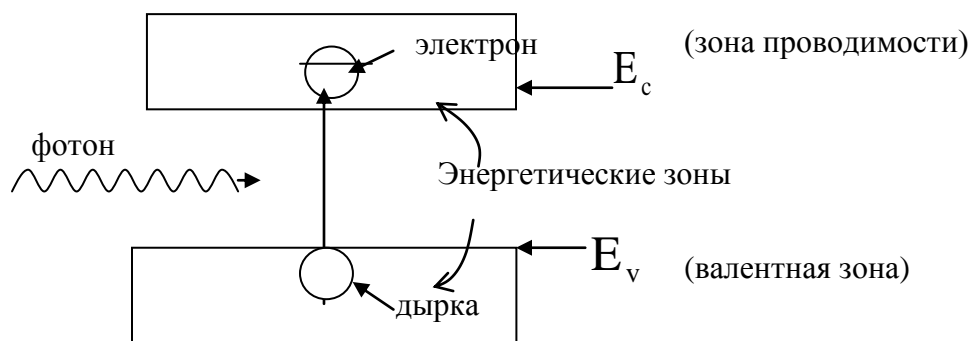 электрон (зона проводимости)
E_c
фотон
Энергетические зоны
E_v (валентная зона)
дырка